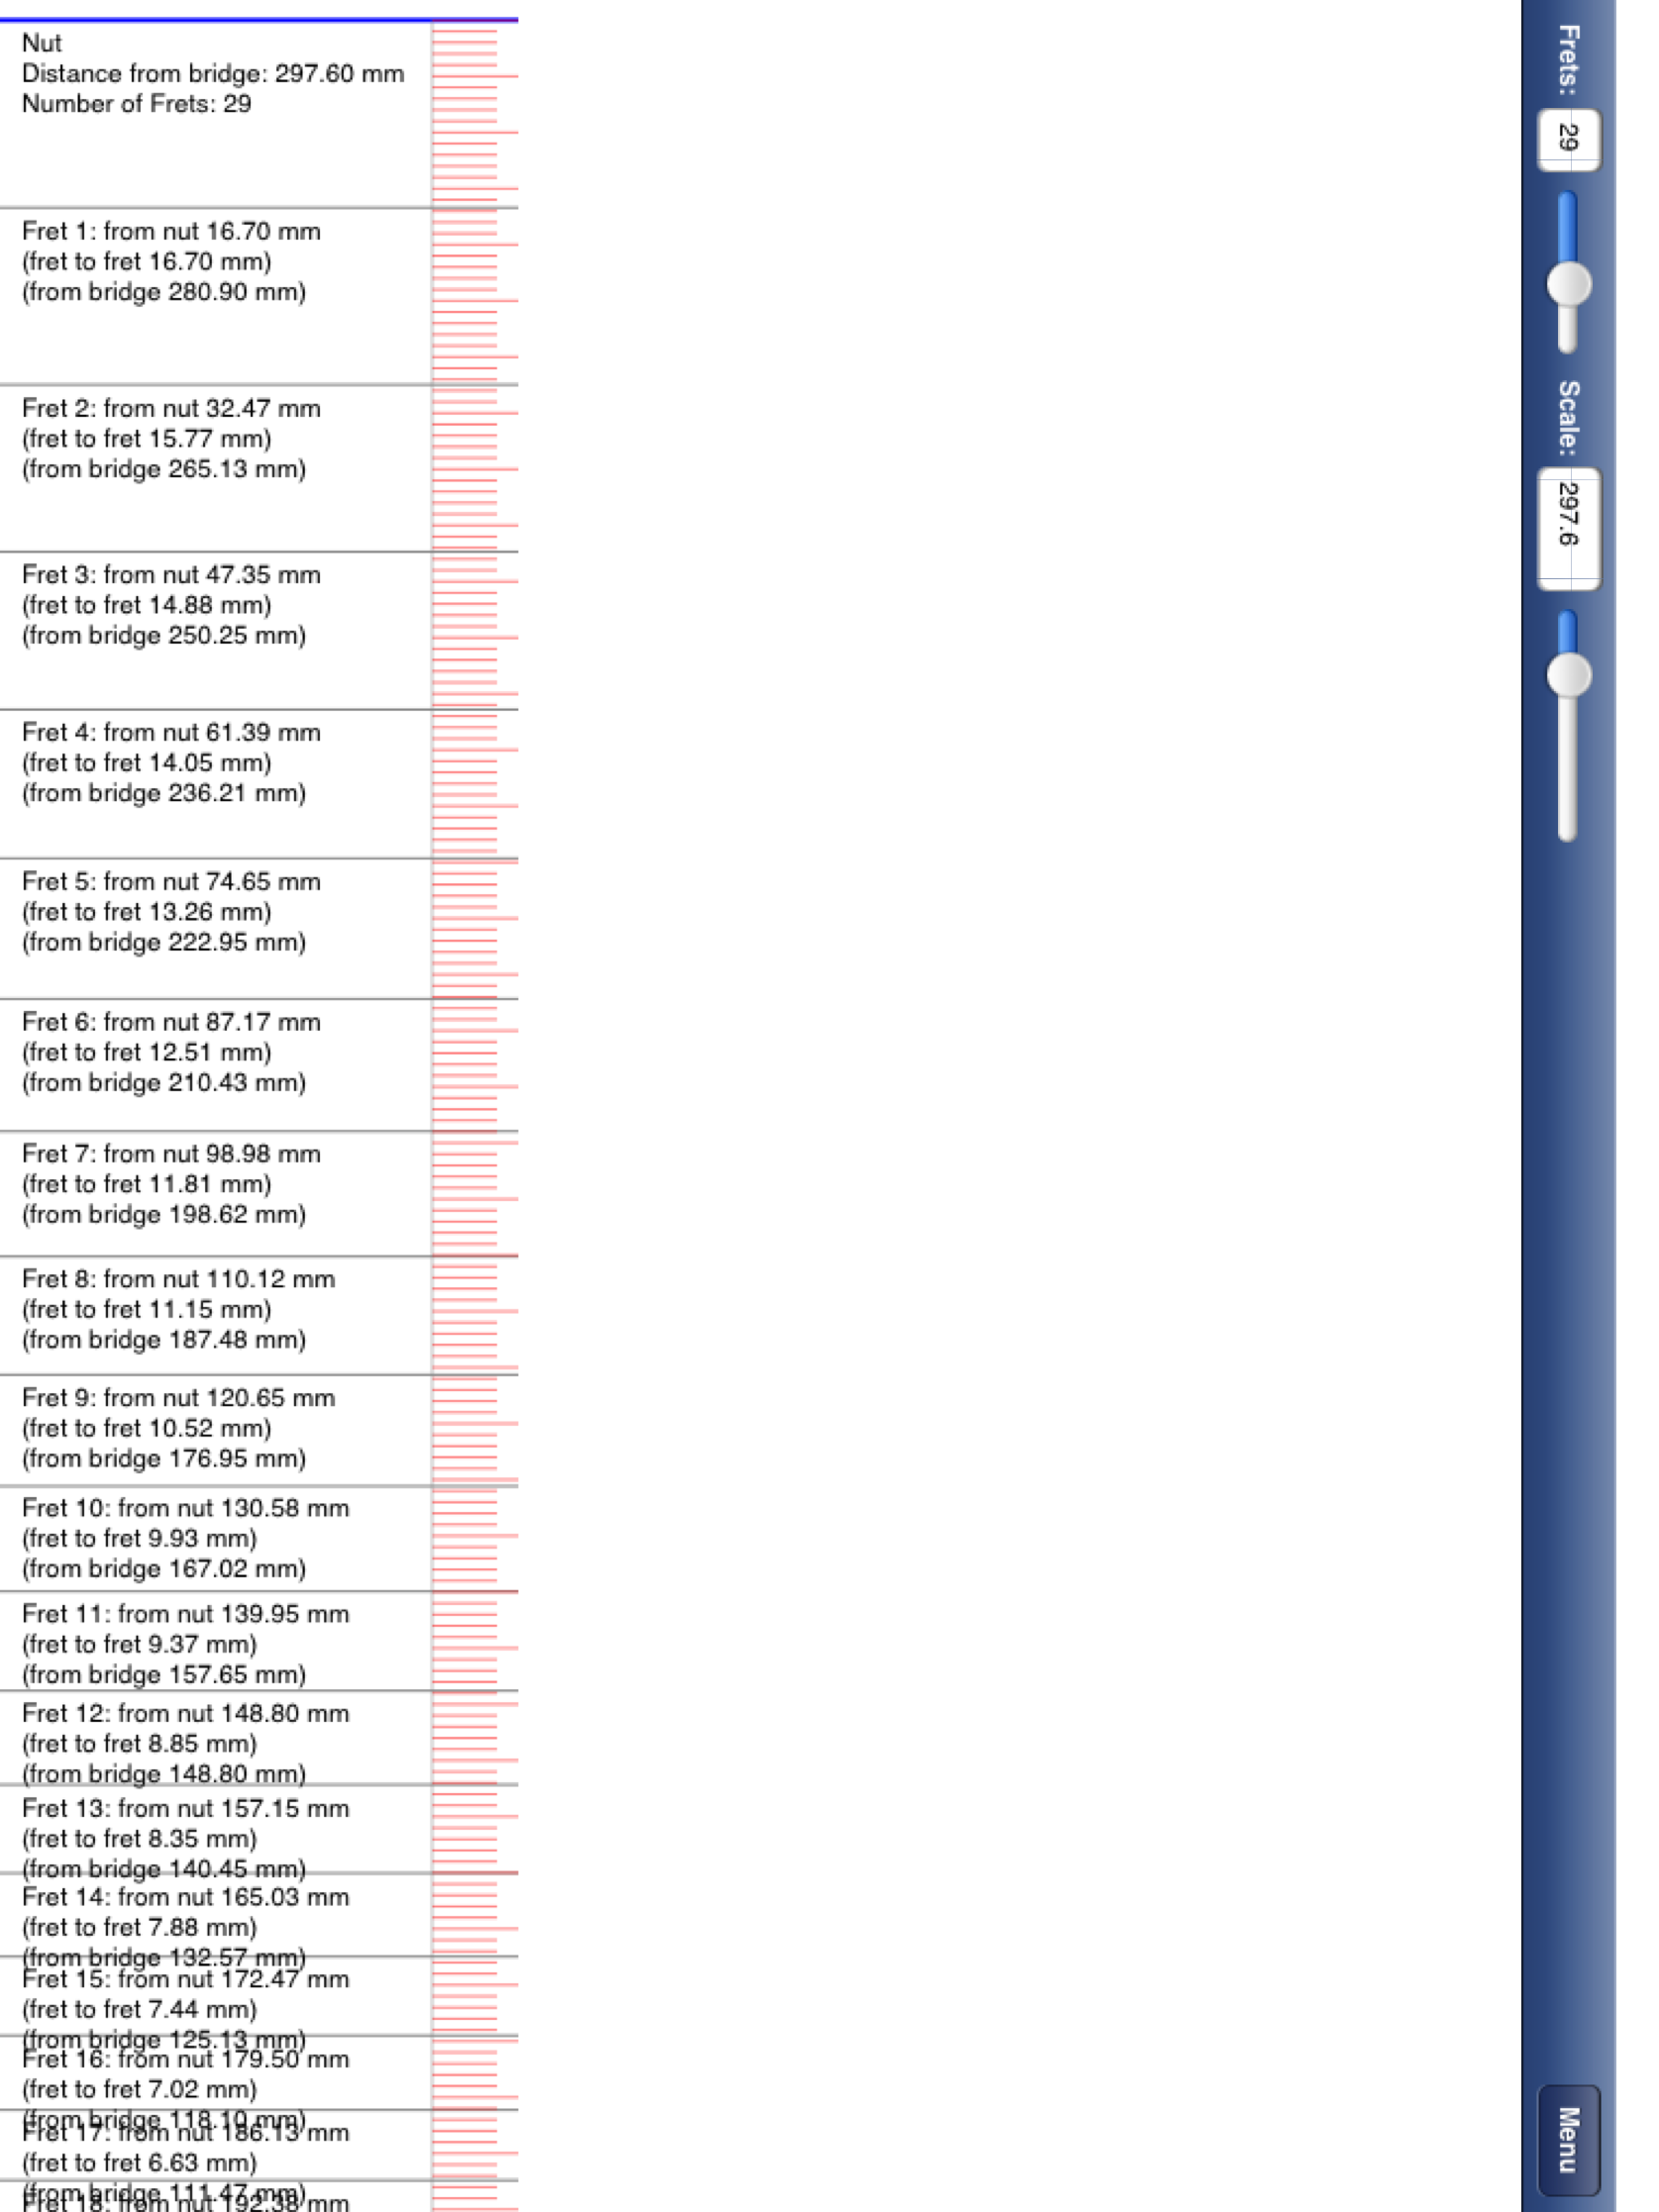 Nut
Distance from bridge: 297.60 mm
Number of Frets: 29
Fret 1: from nut 16.70 mm
(fret to fret 16.70 mm)
(from bridge 280.90 mm)
Fret 2: from nut 32.47 mm
(fret to fret 15.77 mm)
(from bridge 265.13 mm)
Fret 3: from nut 47.35 mm
(fret to fret 14.88 mm)
(from bridge 250.25 mm)
Fret 4: from nut 61.39 mm
(fret to fret 14.05 mm)
(from bridge 236.21 mm)
Fret 5: from nut 74.65 mm
(fret to fret 13.26 mm)
(from bridge 222.95 mm)
Fret 6: from nut 87.17 mm
(fret to fret 12.51 mm)
(from bridge 210.43 mm)
Fret 7: from nut 98.98 mm
(fret to fret 11.81 mm)
(from bridge 198.62 mm)
Fret 8: from nut 110.12 mm
(fret to fret 11.15 mm)
(from bridge 187.48 mm)
Fret 9: from nut 120.65 mm
(fret to fret 10.52 mm)
(from bridge 176.95 mm)
Fret 10: from nut 130.58 mm
(fret to fret 9.93 mm)
(from bridge 167.02 mm)
Fret 11: from nut 139.95 mm
(fret to fret 9.37 mm)
(from bridge 157.65 mm)
Fret 12: from nut 148.80 mm
(fret to fret 8.85 mm)
(from bridge 148.80 mm)
Fret 13: from nut 157.15 mm
(fret to fret 8.35 mm)
(from bridge 140.45 mm)
Fret 14: from nut 165.03 mm
(fret to fret 7.88 mm)
(from bridge 132.57 mm)
Fret 15: from nut 172.47 mm
(fret to fret 7.44 mm)
(from bridge 125.13 mm)
Fret 16: from nut 179.50 mm
(fret to fret 7.02 mm)
(from bridge 118.10 mm)
Fret 17: from nut 186.13 mm
(fret to fret 6.63 mm)
(from bridge 111.47 mm)
Fret 18: from nut 192.38 mm
Frets: 29 Scale: 297.6 Menu